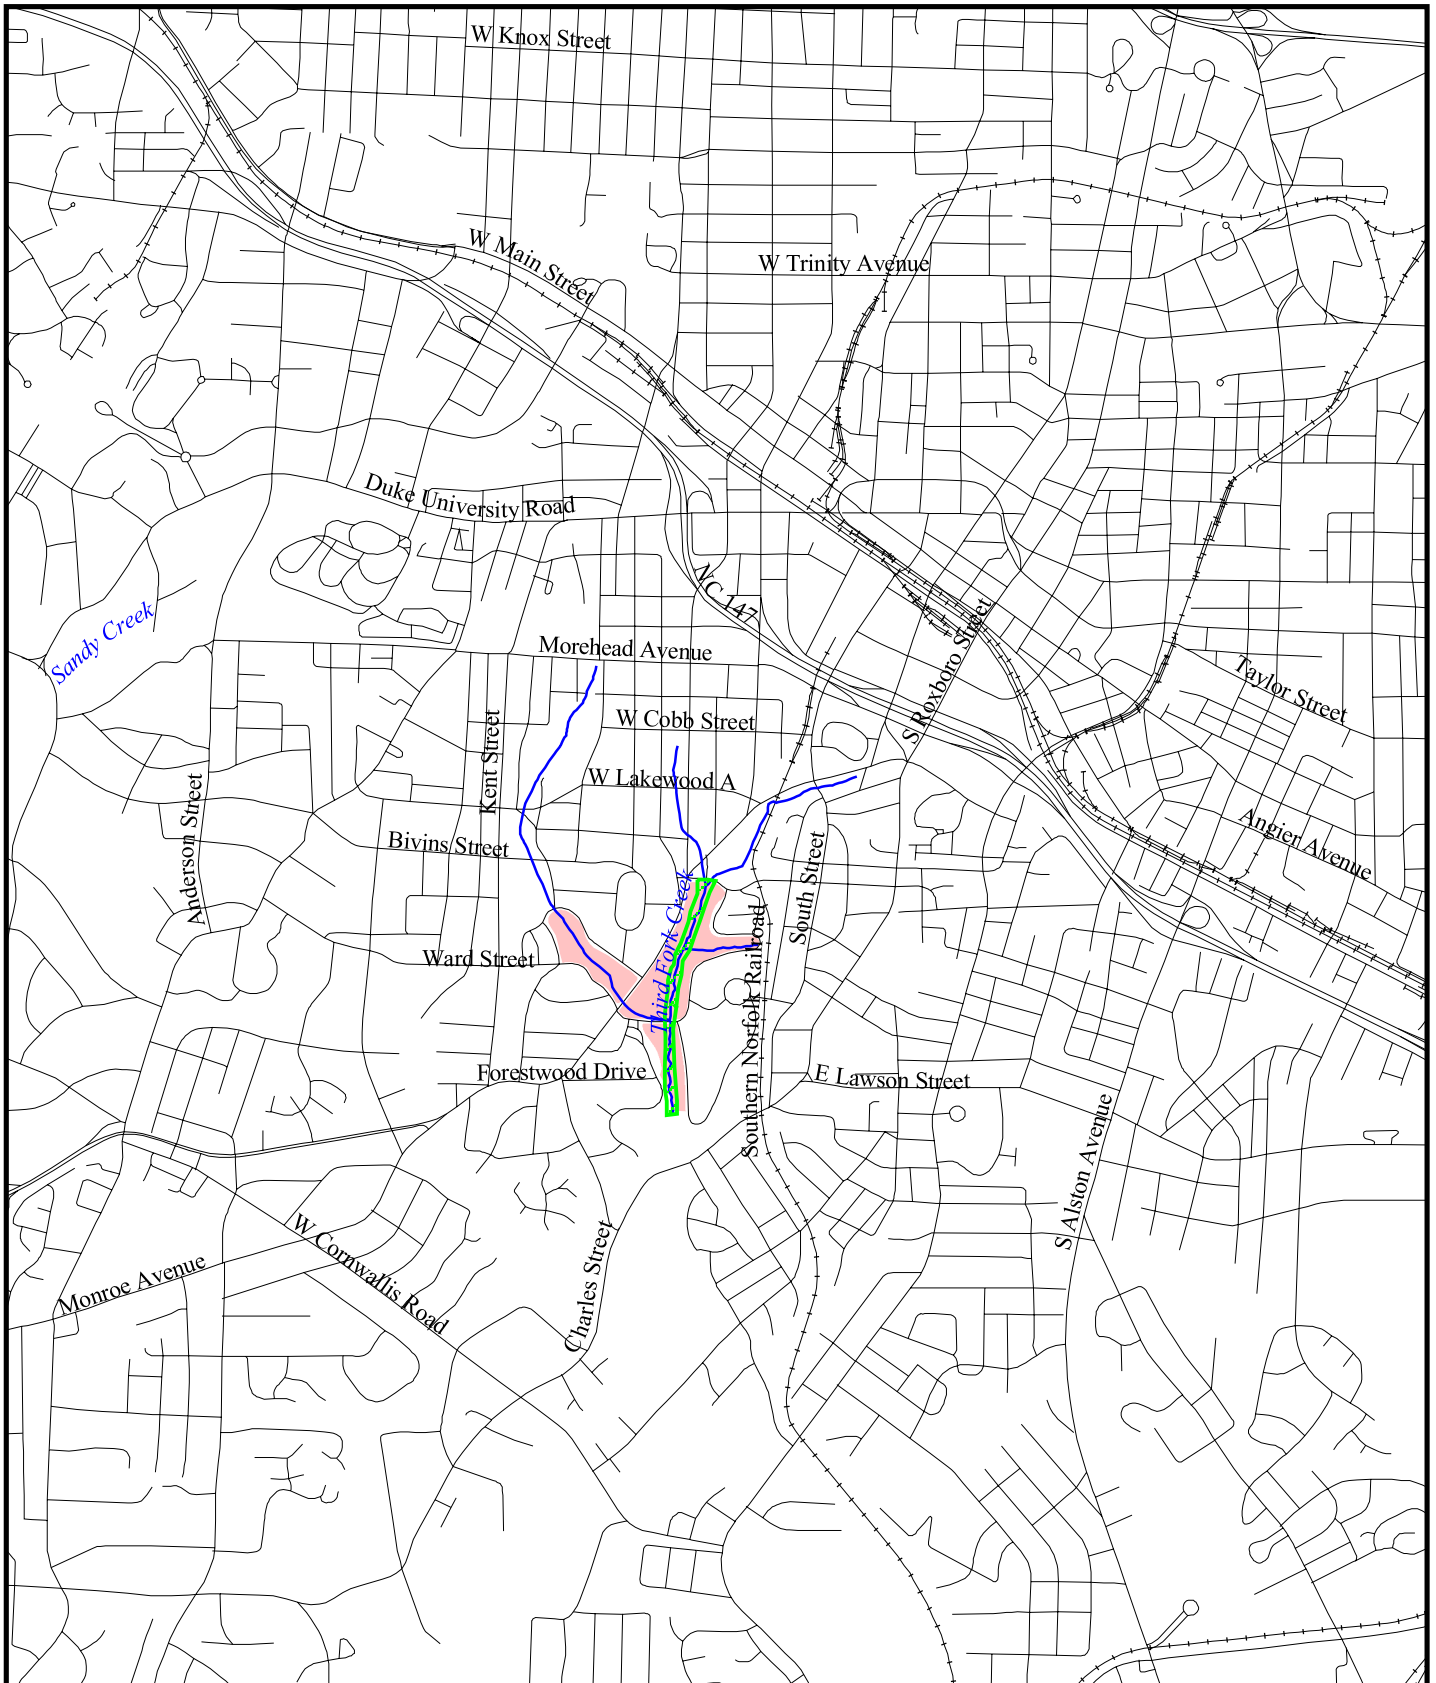 W Knox Street
W Main Street
W Trinity Avenue
Duke University Road
NC 147
Sandy Creek
Morehead Avenue
S Roxboro Street
Taylor Street
W Cobb Street
Kent Street
W Lakewood A
Anderson Street
Bivins Street
South Street
Angier Avenue
Third Fork Creek
Ward Street
Southern Norfolk Railroad
Forestwood Drive
E Lawson Street
S Alston Avenue
W Cornwallis Road
Monroe Avenue
Charles Street